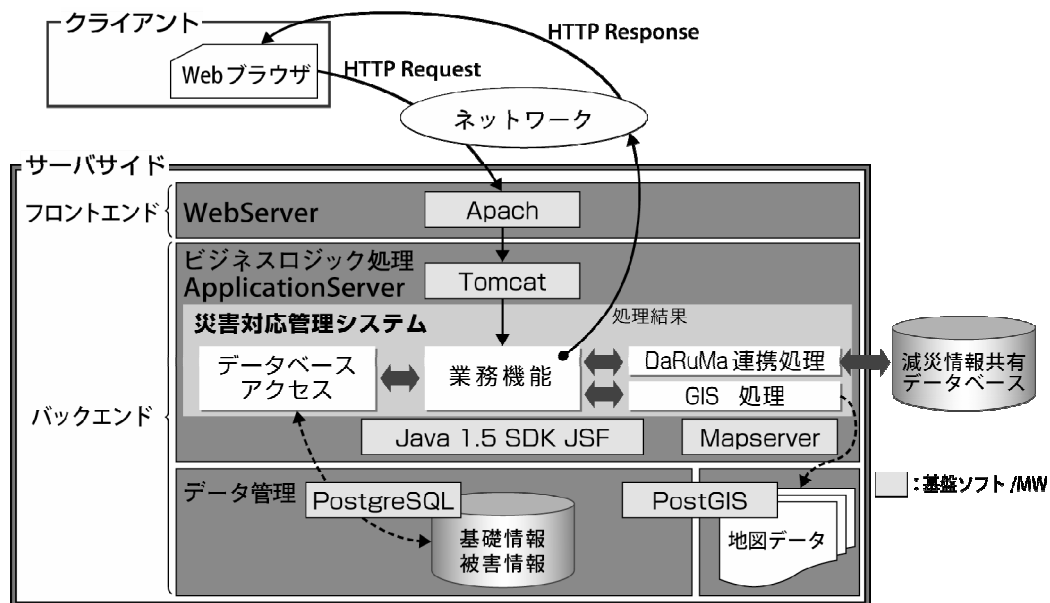 クライアント
Webブラウザ
HTTP Request
HTTP Response
ネットワーク
サーバサイド
フロントエンド
WebServer
Apach
バックエンド
ビジネスロジック処理
ApplicationServer
Tomcat
災害対応管理システム
処理結果
データベース
アクセス
業務機能
DaRuMa連携処理
GIS 処理
減災情報共有
データベース
Java 1.5 SDK JSF
Mapserver
データ管理
PostgreSQL
基礎情報
被害情報
PostGIS
地図データ
:基盤ソフト/MW